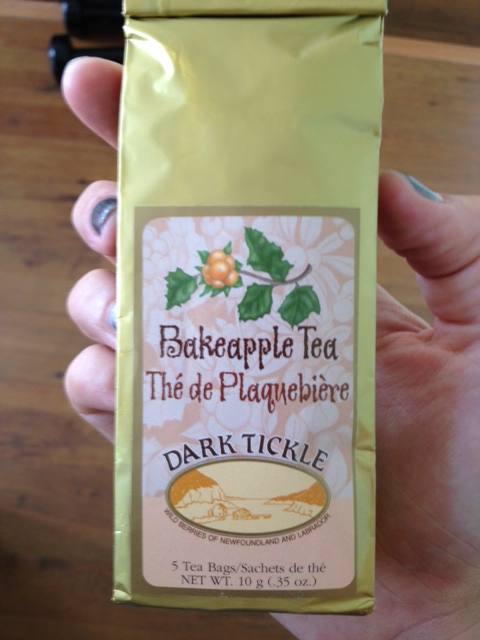 Bakeapple Tea
Thé de Plaquebière
DARK TICKLE
WILD BERRIES OF NEWFOUNDLAND AND LABRADOR
5 Tea Bags/Sachets de thé
NET WT. 10 g (.35 oz.)